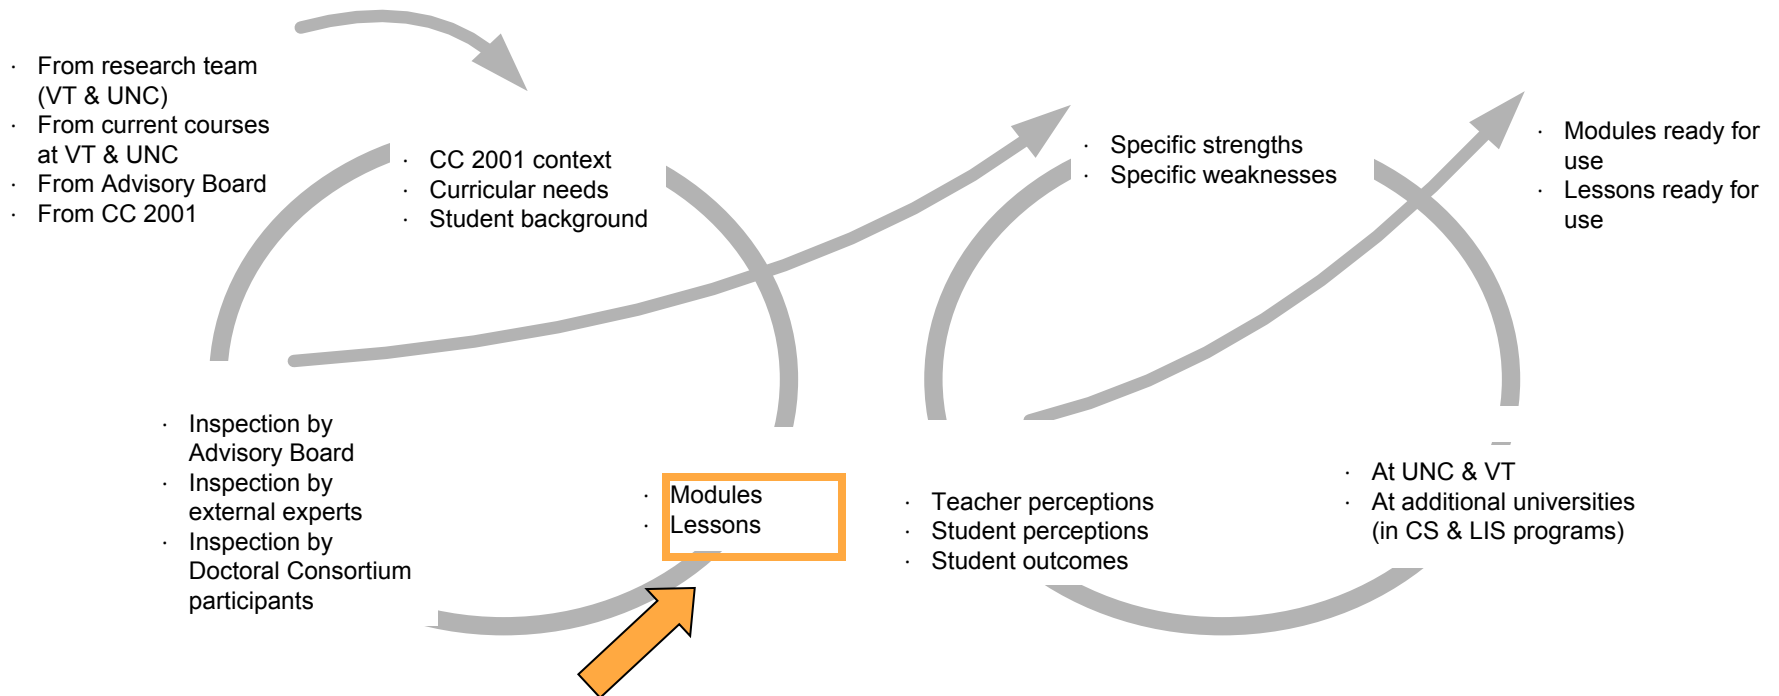 · From research team
(VT & UNC)
· From current courses
at VT & UNC
· From Advisory Board
· From CC 2001
· CC 2001 context
· Curricular needs
· Student background
· Specific strengths
· Specific weaknesses
· Modules ready for
use
· Lessons ready for
use
· Inspection by
Advisory Board
· Inspection by
external experts
· Inspection by
Doctoral Consortium
participants
· Modules
· Lessons
· Teacher perceptions
· Student perceptions
· Student outcomes
· At UNC & VT
· At additional universities
(in CS & LIS programs)